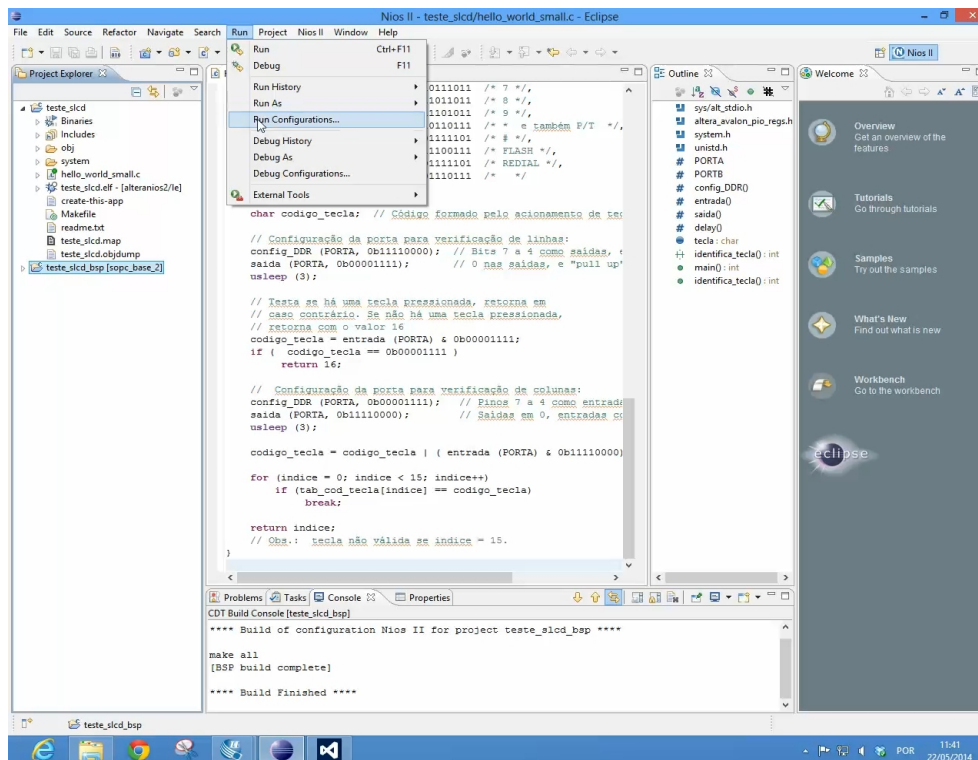 Nios II - teste_slcd/hello_world_small.c - Eclipse
File Edit Source Refactor Navigate Search Run Project Nios II Window Help
Nios II
Run Ctrl+F11
Debug F11
Run History
Run As
Run Configurations...
Debug History
Debug As
Debug Configurations...
External Tools
Project Explorer
teste_slcd
Binaries
Includes
obj
system
hello_world_small.c
teste_slcd.elf - [alteranios2/le]
create-this-app
Makefile
readme.txt
teste_slcd.map
teste_slcd.objdump
teste_slcd_bsp [sopc_base_2]
0111011 /* 7 */,
1011011 /* 8 */,
1101011 /* 9 */,
0110111 /* * e também P/T */,
1111101 /* # */,
1100111 /* FLASH */,
1111101 /* REDIAL */,
1110111 /* */
char codigo_tecla; // Código formado pelo acionamento de tec
// Configuração da porta para verificação de linhas:
config_DDR (PORTA, 0b11110000); // Bits 7 a 4 como saídas, e
saida (PORTA, 0b00001111); // 0 nas saídas, e "pull up"
usleep (3);
// Testa se há uma tecla pressionada, retorna em
// caso contrário. Se não há uma tecla pressionada,
// retorna com o valor 16
codigo_tecla = entrada (PORTA) & 0b00001111;
if ( codigo_tecla == 0b00001111 )
return 16;
// Configuração da porta para verificação de colunas:
config_DDR (PORTA, 0b00001111); // Pinos 7 a 4 como entrada
saida (PORTA, 0b11110000); // Saídas em 0, entradas co
usleep (3);
codigo_tecla = codigo_tecla | ( entrada (PORTA) & 0b11110000)
for (indice = 0; indice < 15; indice++)
if (tab_cod_tecla[indice] == codigo_tecla)
break;
return indice;
// Obs.: tecla não válida se indice = 15.
}
Outline
sys/alt_stdio.h
altera_avalon_pio_regs.h
system.h
unistd.h
PORTA
PORTB
config_DDR()
entrada()
saida()
delay()
tecla : char
identifica_tecla() : int
main() : int
identifica_tecla() : int
Welcome
Overview
Get an overview of the
features
Tutorials
Go through tutorials
Samples
Try out the samples
What's New
Find out what is new
Workbench
Go to the workbench
eclipse
Problems Tasks Console Properties
CDT Build Console [teste_slcd_bsp]
**** Build of configuration Nios II for project teste_slcd_bsp ****
make all
[BSP build complete]
**** Build Finished ****
teste_slcd_bsp
POR
11:41
22/05/2014